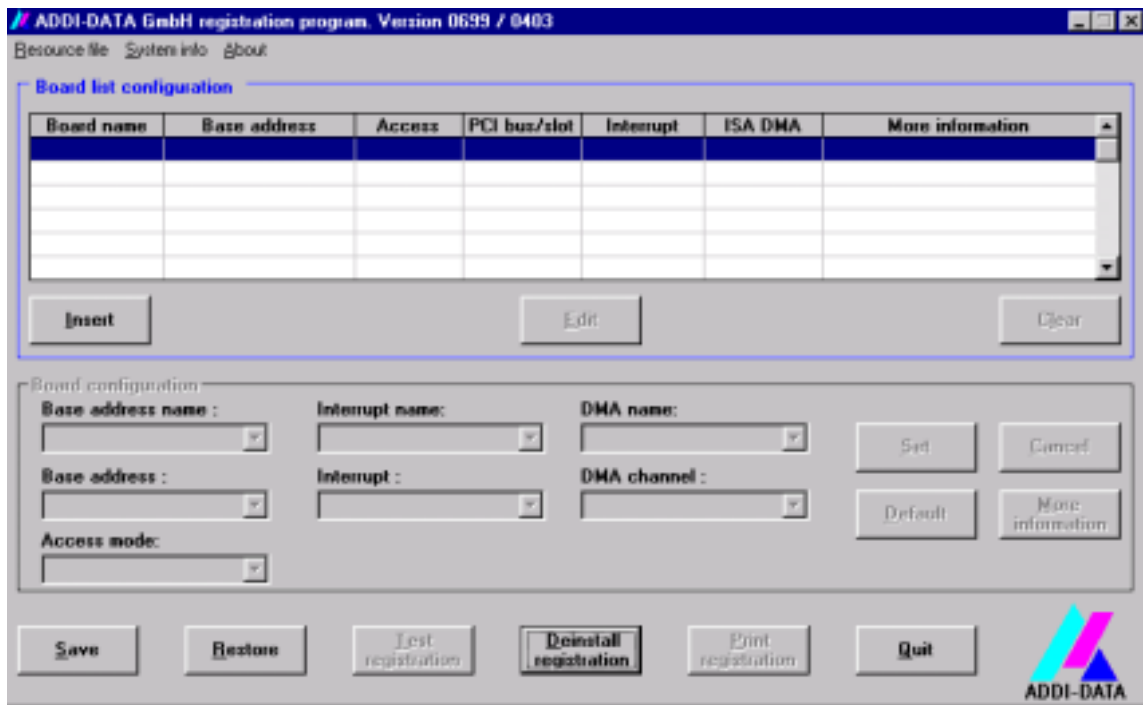 ADDI-DATA GmbH registration program. Version 0699 / 0403
Resource file System info About
Board list configuration
Board name Base address Access PCI bus/slot Interrupt ISA DMA More information
Insert Edit Clear
Board configuration
Base address name : Interrupt name: DMA name:
Set Cancel
Base address : Interrupt : DMA channel :
Default More information
Access mode:
Save Restore Test registration Deinstall registration Print registration Quit
ADDI-DATA